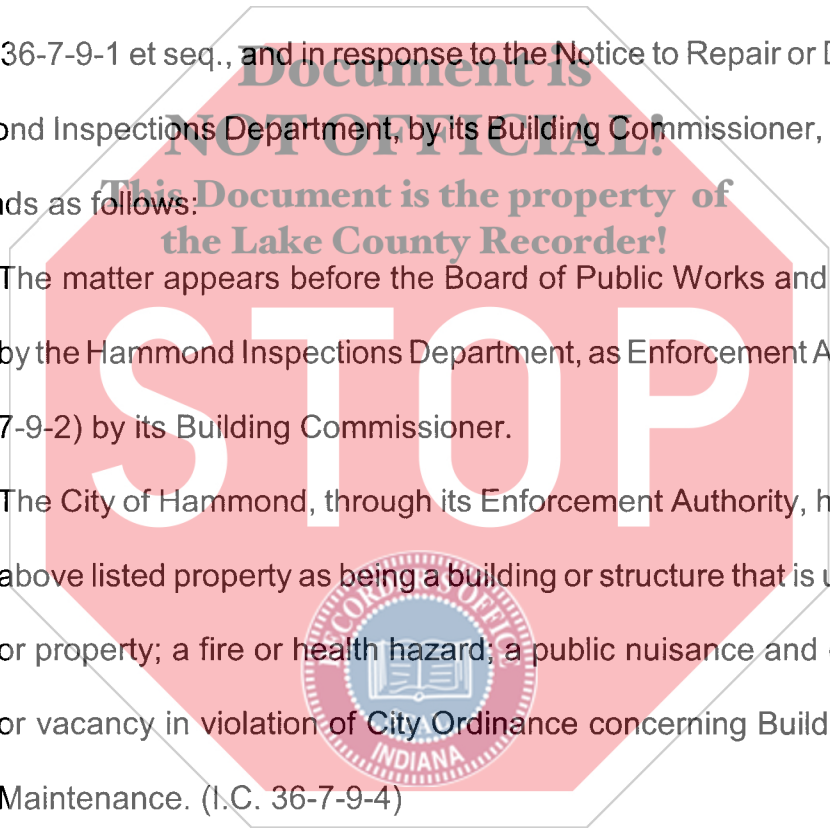 36-7-9-1 et seq., and in response to the Notice to Repair or
Document is
ond Inspections Department, by its Building Commissioner,
NOT OFFICIAL!
nds as follows:
This Document is the property of
the Lake County Recorder!
The matter appears before the Board of Public Works and
by the Hammond Inspections Department, as Enforcement A
7-9-2) by its Building Commissioner.
STOP
The City of Hammond, through its Enforcement Authority, h
above listed property as being a building or structure that is u
RECORDER'S OFFICE
or property; a fire or health hazard; a public nuisance and
or vacancy in violation of City Ordinance concerning Build
INDIANA
Maintenance. (I.C. 36-7-9-4)